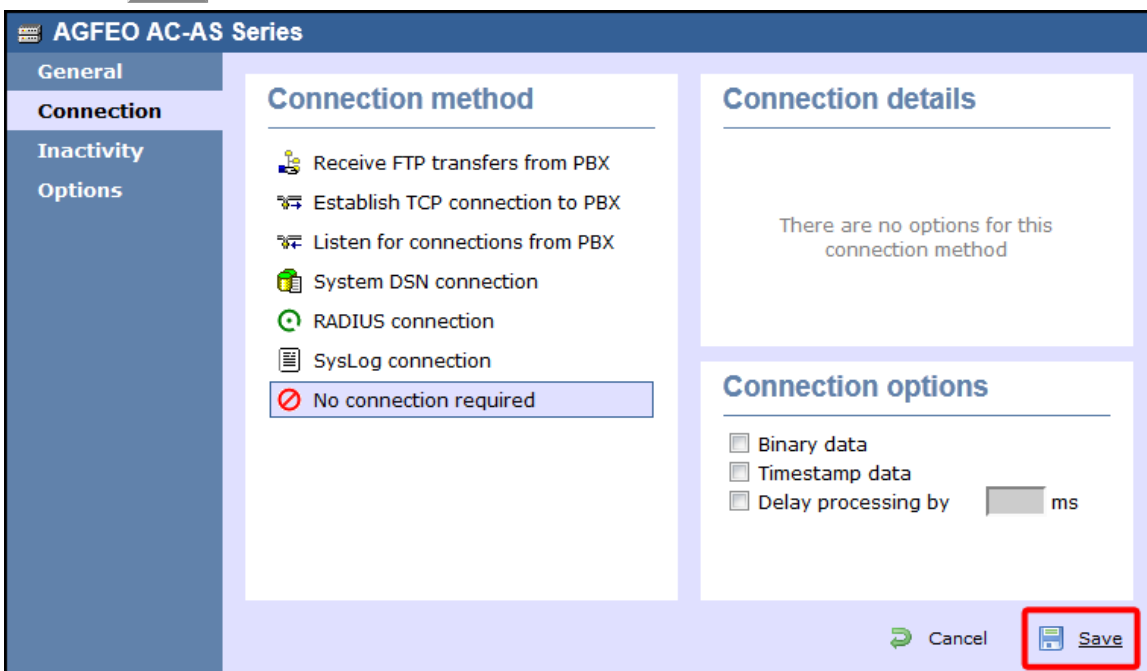 AGFEO AC-AS Series
General
Connection
Inactivity
Options
Connection method
Receive FTP transfers from PBX
Establish TCP connection to PBX
Listen for connections from PBX
System DSN connection
RADIUS connection
SysLog connection
No connection required
Connection details
There are no options for this
connection method
Connection options
Binary data
Timestamp data
Delay processing by ms
Cancel
Save